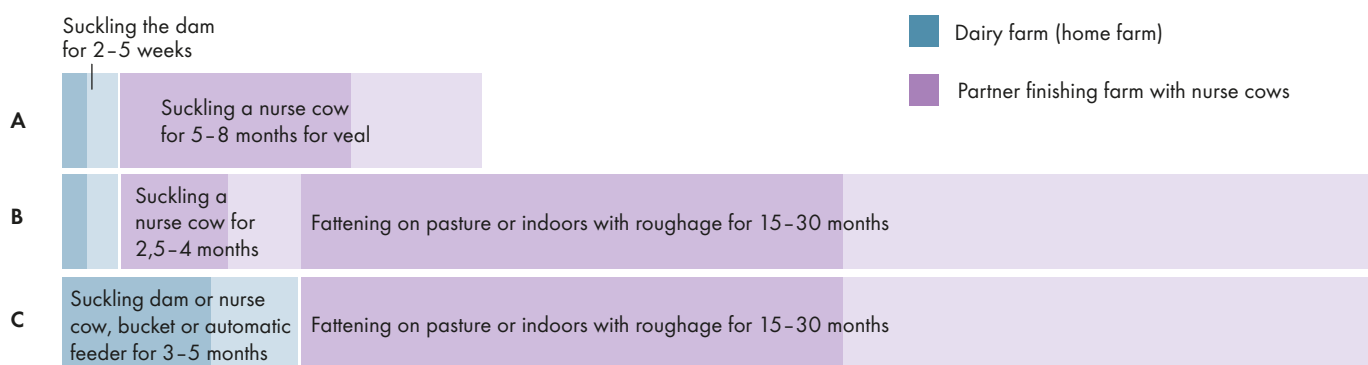 Suckling the dam
for 2–5 weeks
Dairy farm (home farm)
Partner finishing farm with nurse cows
A
Suckling a nurse cow
for 5–8 months for veal
B
Suckling a
nurse cow for
2,5–4 months
Fattening on pasture or indoors with roughage for 15–30 months
C
Suckling dam or nurse
cow, bucket or automatic
feeder for 3–5 months
Fattening on pasture or indoors with roughage for 15–30 months